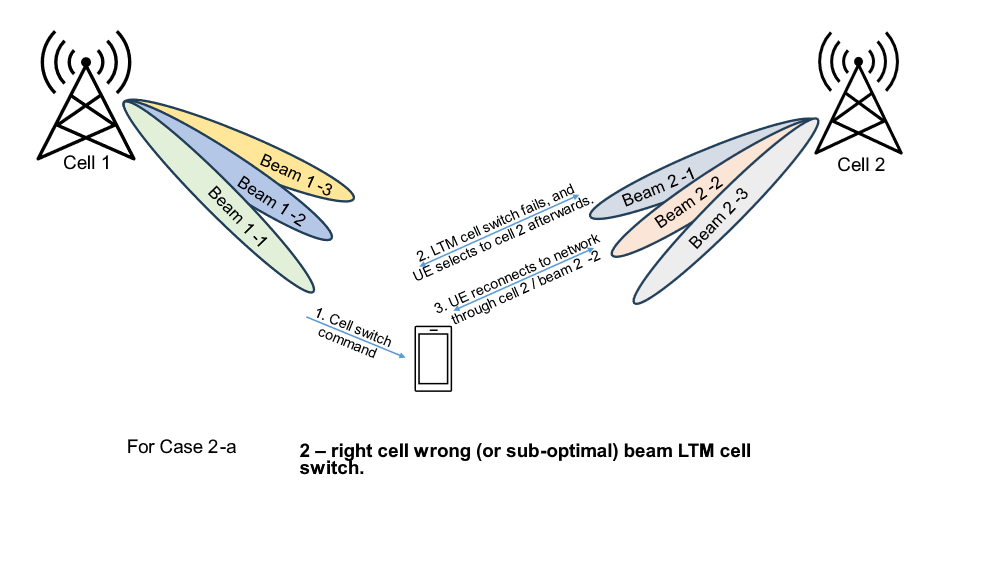 Cell 1
Cell 2
Beam 1 -3
Beam 1 -2
Beam 1 -1
Beam 2 -1
Beam 2 -2
Beam 2 -3
2. LTM cell switch fails, and
UE selects to cell 2 afterwards.
3. UE reconnects to network
through cell 2 / beam 2 -2
1. Cell switch
command
For Case 2-a
2 – right cell wrong (or sub-optimal) beam LTM cell
switch.